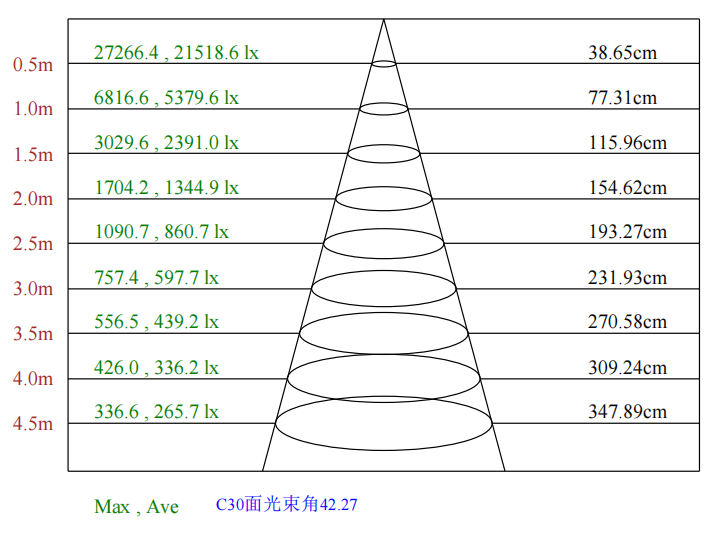 27266.4 , 21518.6 lx 38.65cm
0.5m
6816.6 , 5379.6 lx 77.31cm
1.0m
3029.6 , 2391.0 lx 115.96cm
1.5m
1704.2 , 1344.9 lx 154.62cm
2.0m
1090.7 , 860.7 lx 193.27cm
2.5m
757.4 , 597.7 lx 231.93cm
3.0m
556.5 , 439.2 lx 270.58cm
3.5m
426.0 , 336.2 lx 309.24cm
4.0m
336.6 , 265.7 lx 347.89cm
4.5m
Max , Ave C30面光束角42.27